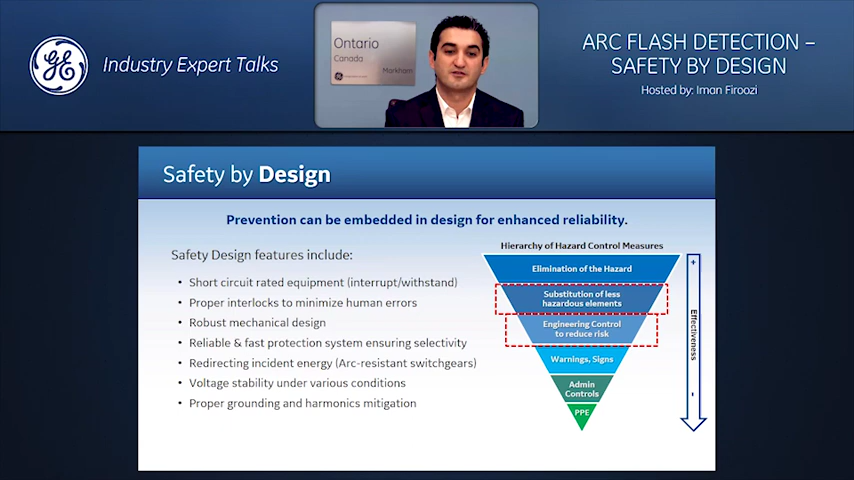 GE
Industry Expert Talks
Ontario
Canada
Markham
ARC FLASH DETECTION –
SAFETY BY DESIGN
Hosted by: Iman Firoozi
Safety by Design
Prevention can be embedded in design for enhanced reliability.
Safety Design features include:
• Short circuit rated equipment (interrupt/withstand)
• Proper interlocks to minimize human errors
• Robust mechanical design
• Reliable & fast protection system ensuring selectivity
• Redirecting incident energy (Arc-resistant switchgears)
• Voltage stability under various conditions
• Proper grounding and harmonics mitigation
Hierarchy of Hazard Control Measures
Elimination of the Hazard
Substitution of less
hazardous elements
Engineering Control
to reduce risk
Warnings, Signs
Admin
Controls
PPE
+
Effectiveness
-